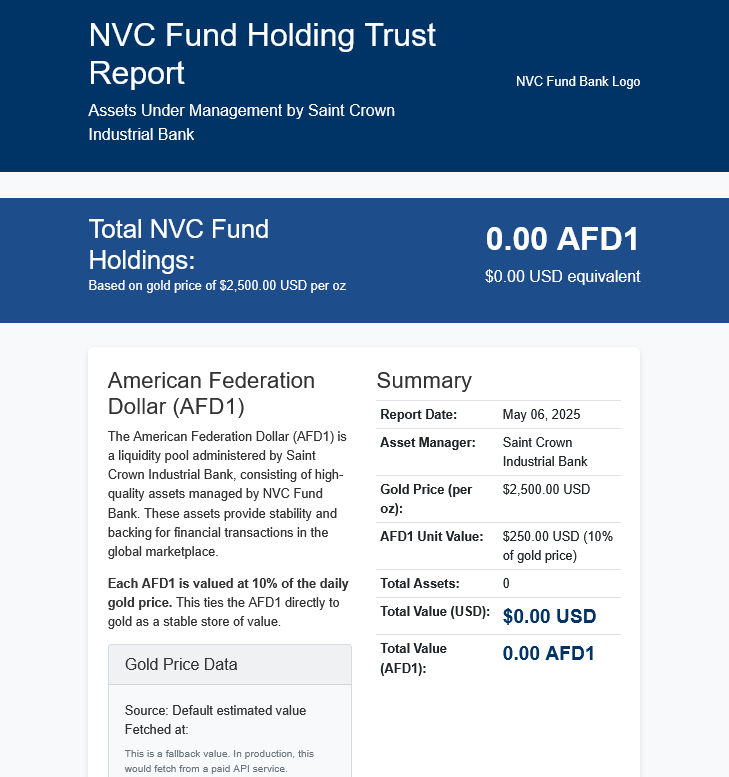 NVC Fund Holding Trust
Report
Assets Under Management by Saint Crown
Industrial Bank
NVC Fund Bank Logo
Total NVC Fund
Holdings:
Based on gold price of $2,500.00 USD per oz
0.00 AFD1
$0.00 USD equivalent
American Federation
Dollar (AFD1)
The American Federation Dollar (AFD1) is
a liquidity pool administered by Saint
Crown Industrial Bank, consisting of high-
quality assets managed by NVC Fund
Bank. These assets provide stability and
backing for financial transactions in the
global marketplace.
Each AFD1 is valued at 10% of the daily
gold price. This ties the AFD1 directly to
gold as a stable store of value.
Gold Price Data
Source: Default estimated value
Fetched at:
This is a fallback value. In production, this
would fetch from a paid API service.
Summary
Report Date: May 06, 2025
Asset Manager: Saint Crown
Industrial Bank
Gold Price (per $2,500.00 USD
oz):
AFD1 Unit Value: $250.00 USD (10%
of gold price)
Total Assets: 0
Total Value (USD): $0.00 USD
Total Value 0.00 AFD1
(AFD1):